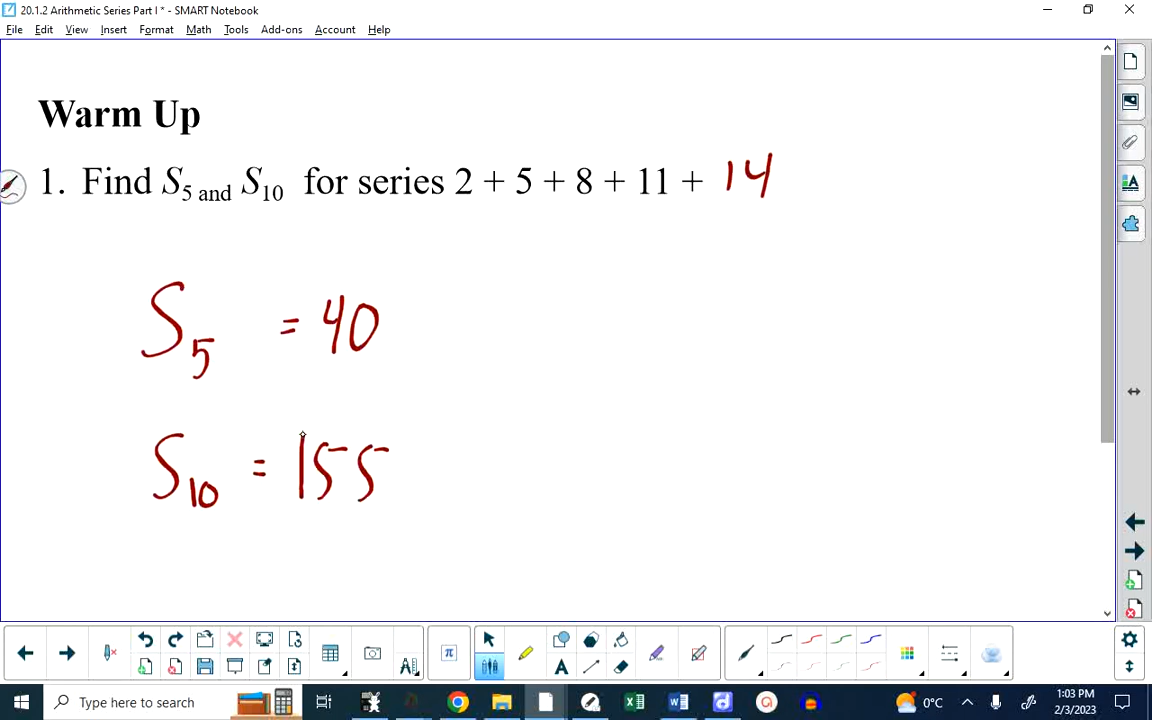 20.1.2 Arithmetic Series Part I * - SMART Notebook
File Edit View Insert Format Math Tools Add-ons Account Help
Warm Up
1. Find S5 and S10 for series 2 + 5 + 8 + 11 + 14
S5 = 40
S10 = 155
π
A
Type here to search
0°C
1:03 PM
2/3/2023